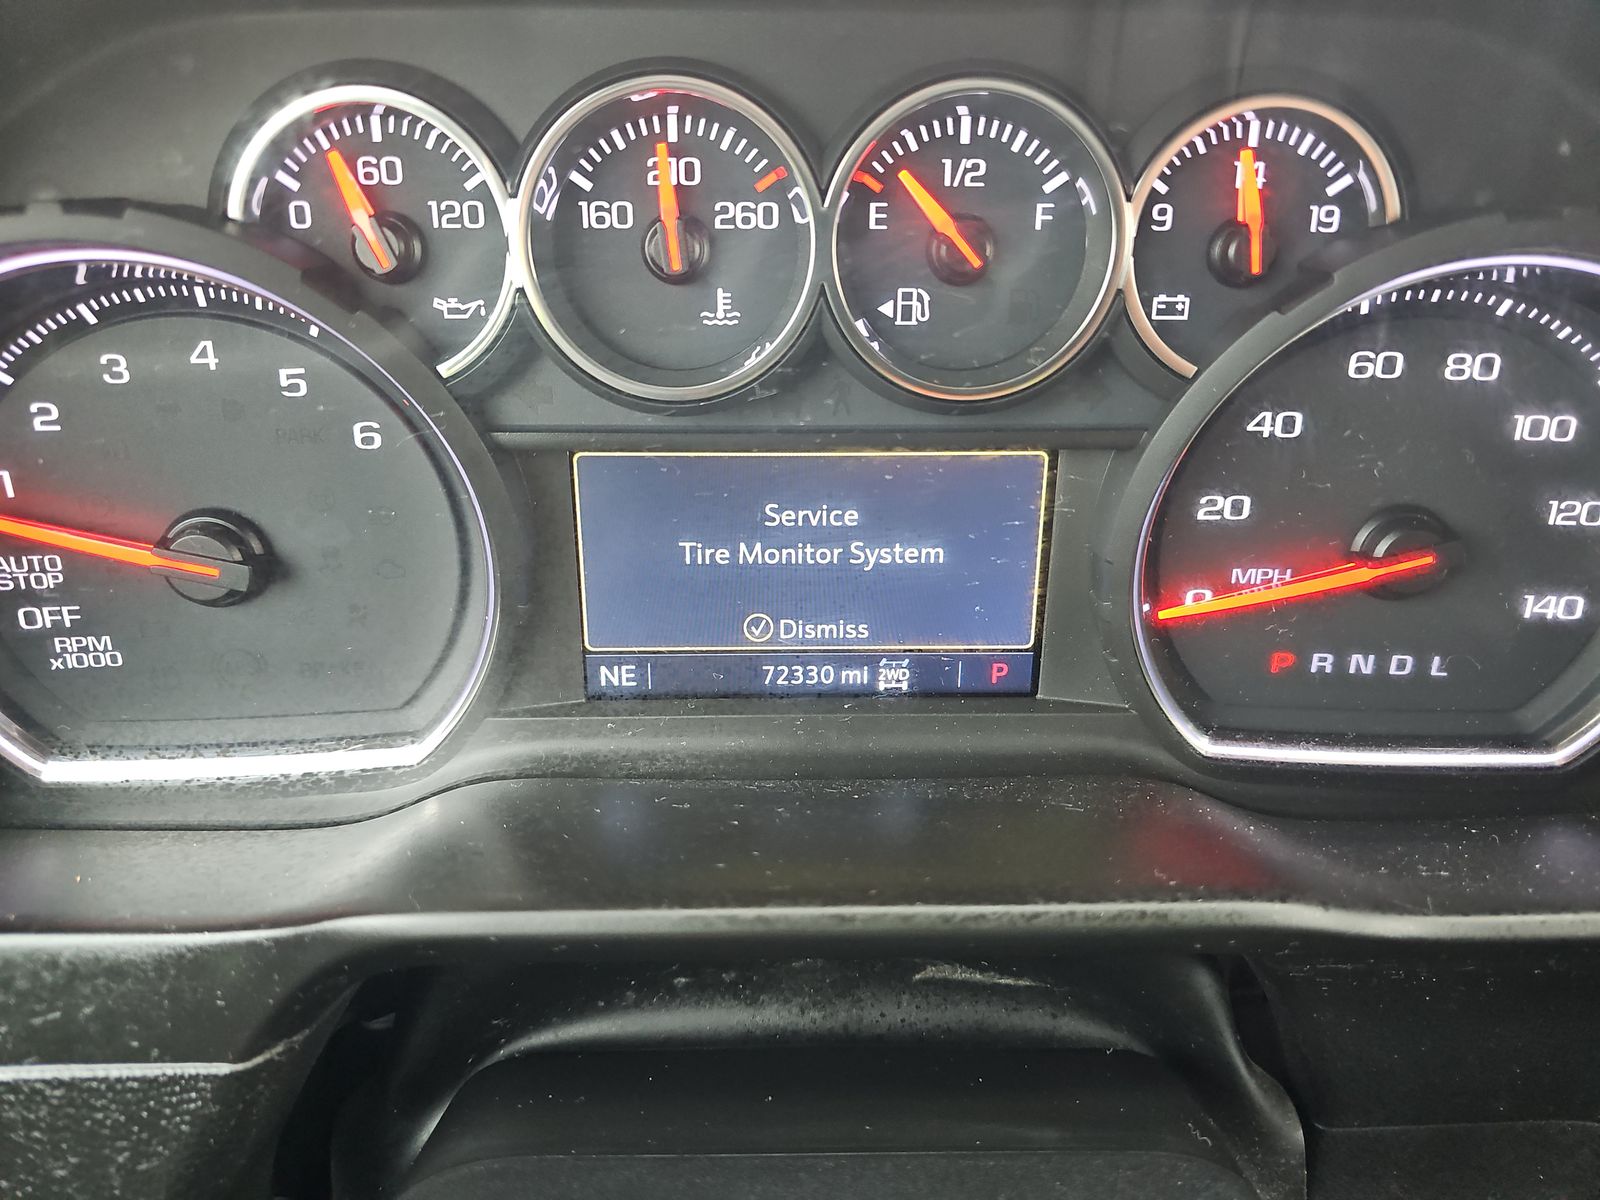 60
0
120
210
160
260
1/2
E
F
14
9
19
1
2
3
4
5
6
PARK
AUTO
STOP
OFF
RPM
x1000
Service
Tire Monitor System
Dismiss
NE
72330 mi
2WD
P
0
20
40
60
80
100
120
140
MPH
P R N D L